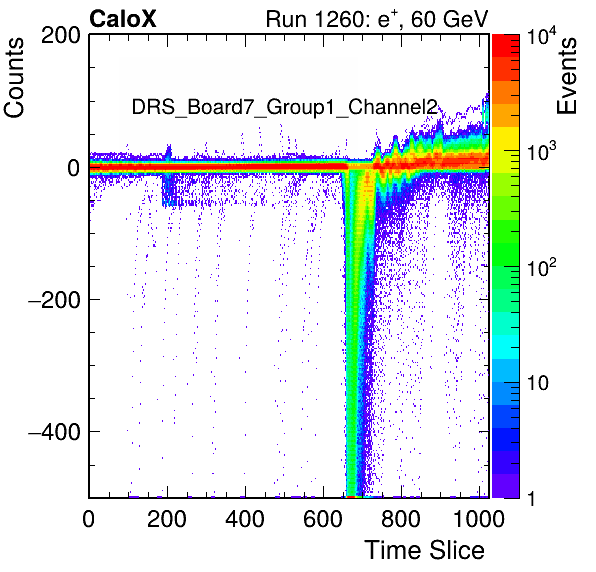 CaloX Run 1260: e⁺, 60 GeV
Counts
Events
DRS_Board7_Group1_Channel2
200
0
−200
−400
0 200 400 600 800 1000
Time Slice
10⁴
10³
10²
10
1